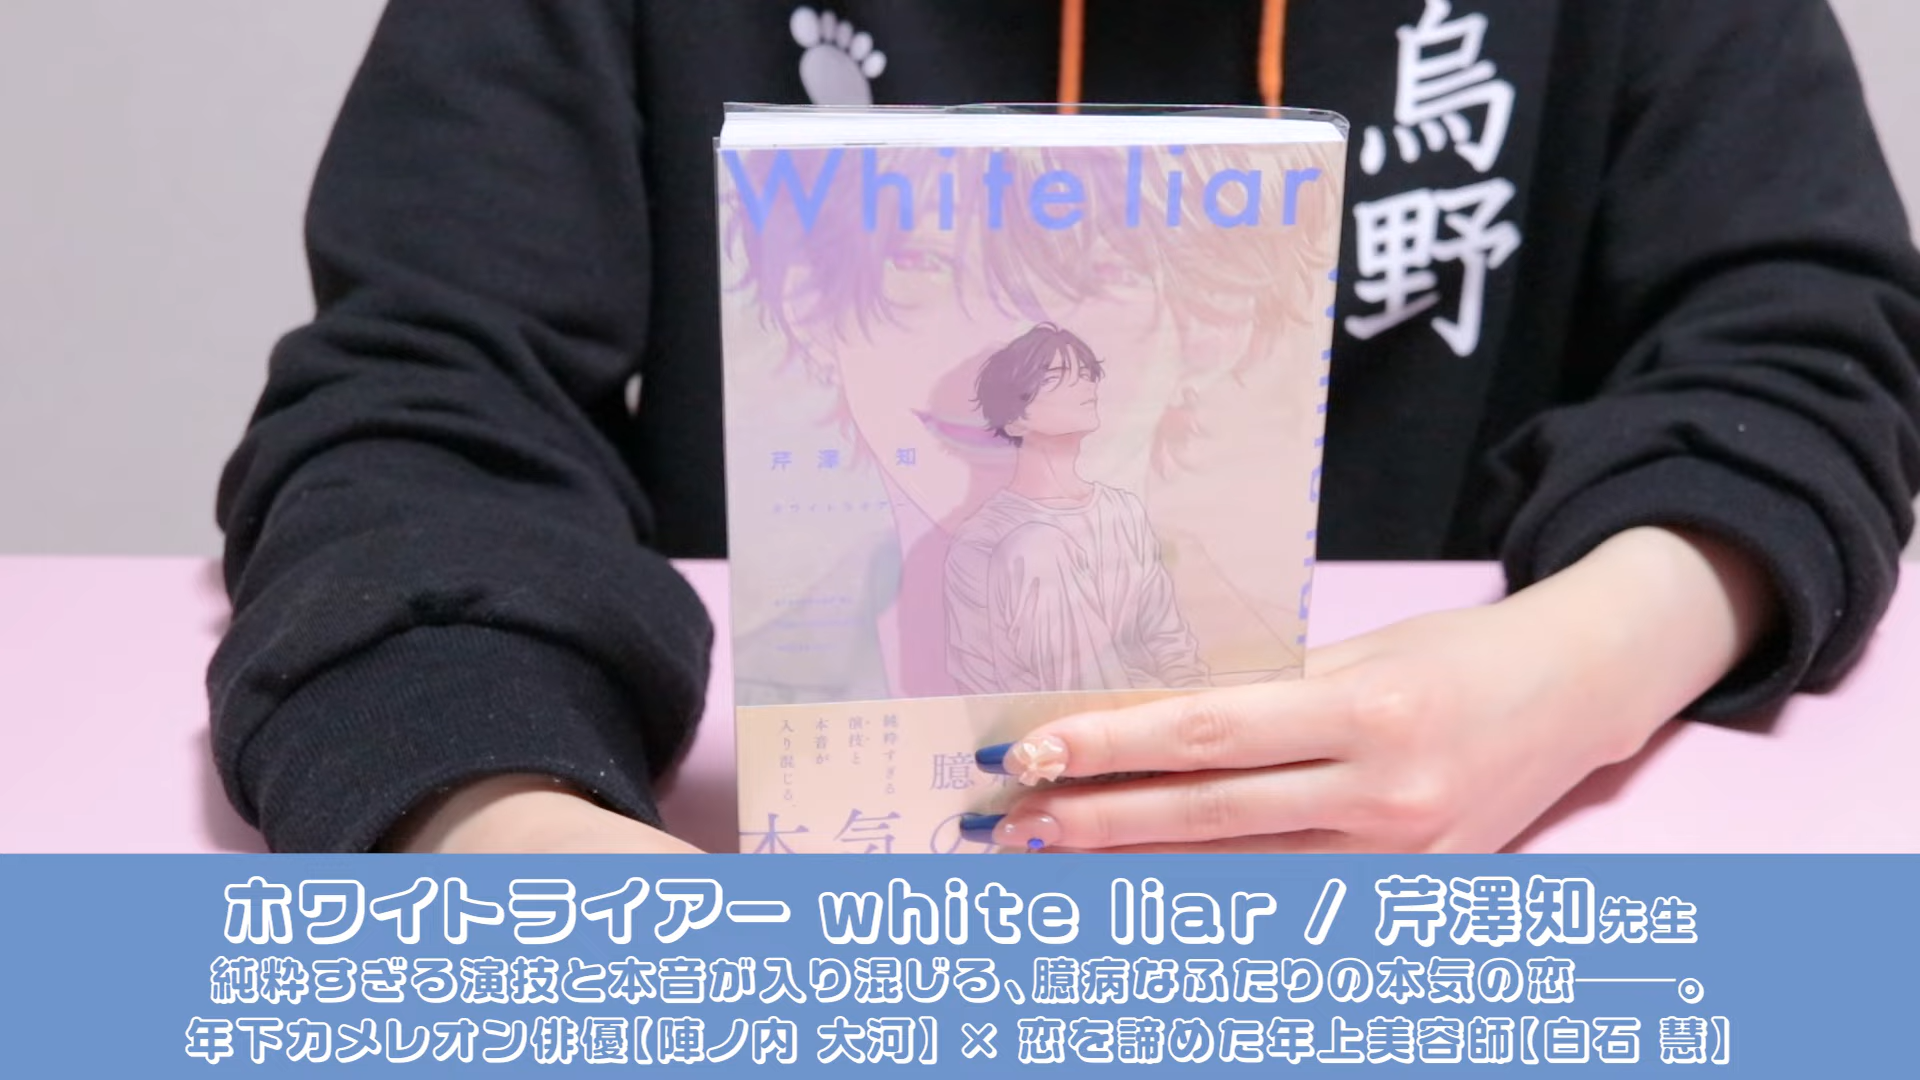 烏野
White liar
芹澤 知
ホワイトライアー
純粋すぎる
演技と
本音が
入り混じる、
臆病
本気の
ホワイトライアー white liar / 芹澤知先生
純粋すぎる演技と本音が入り混じる、臆病なふたりの本気の恋――。
年下カメレオン俳優【陣ノ内 大河】 × 恋を諦めた年上美容師【白石 慧】